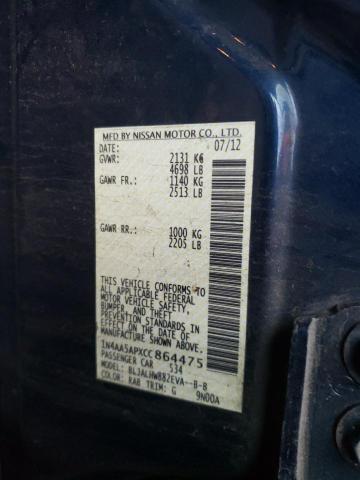 MFD BY NISSAN MOTOR CO., LTD.
DATE: 07/12
GVWR: 2131 KG
4698 LB
GAWR FR: 1140 KG
2513 LB
GAWR RR: 1000 KG
2205 LB
THIS VEHICLE CONFORMS TO
ALL APPLICABLE FEDERAL
MOTOR VEHICLE SAFETY,
BUMPER, AND THEFT
PREVENTION STANDARDS IN
EFFECT ON THE DATE OF
MANUFACTURE SHOWN ABOVE.
1N4AA5APXCC864475
PASSENGER CAR 534
MODEL: BLJALHWB82EVA--B-B
COLOR: RAB TRIM: G 9N00A